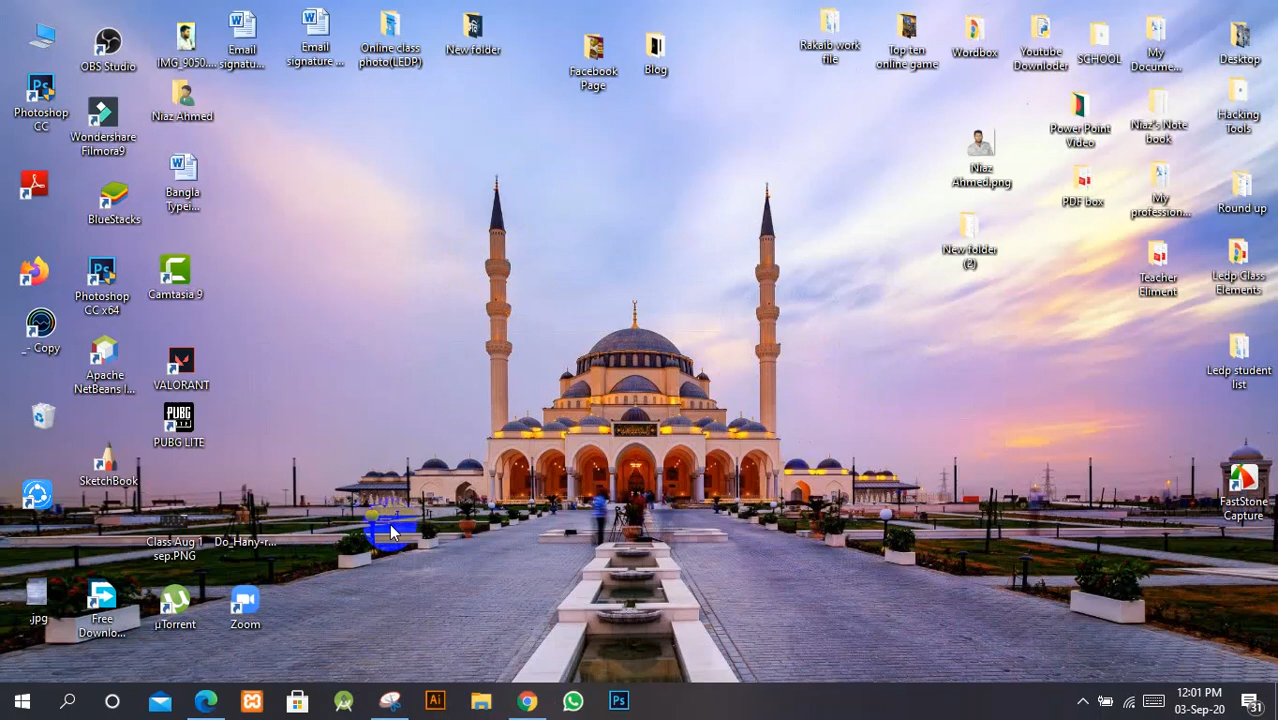 OBS Studio
IMG_9050....
Email
signatu...
Email
signature ...
Online class
photo(LEDP)
New folder
Facebook
Page
Blog
Rakaib work
file
Top ten
online game
Wordbox
Youtube
Downloder
SCHOOL
My
Docume...
Desktop
Photoshop
CC
Wondershare
Filmora9
Niaz Ahmed
Niaz
Ahmed.png
Power Point
Video
Niaz's Note
book
Hacking
Tools
Bangla
Typei...
BlueStacks
PDF box
My
profession...
Round up
New folder
(2)
Photoshop
CC x64
Camtasia 9
Teacher
Eliment
Ledp Class
Elements
_- Copy
Apache
NetBeans I...
VALORANT
Ledp student
list
PUBG
LITE
PUBG LITE
SketchBook
FastStone
Capture
Class Aug 1
sep.PNG
Do_Hany-r...
.jpg
Free
Downlo...
µTorrent
Zoom
Ai
Ps
12:01 PM
03-Sep-20
31